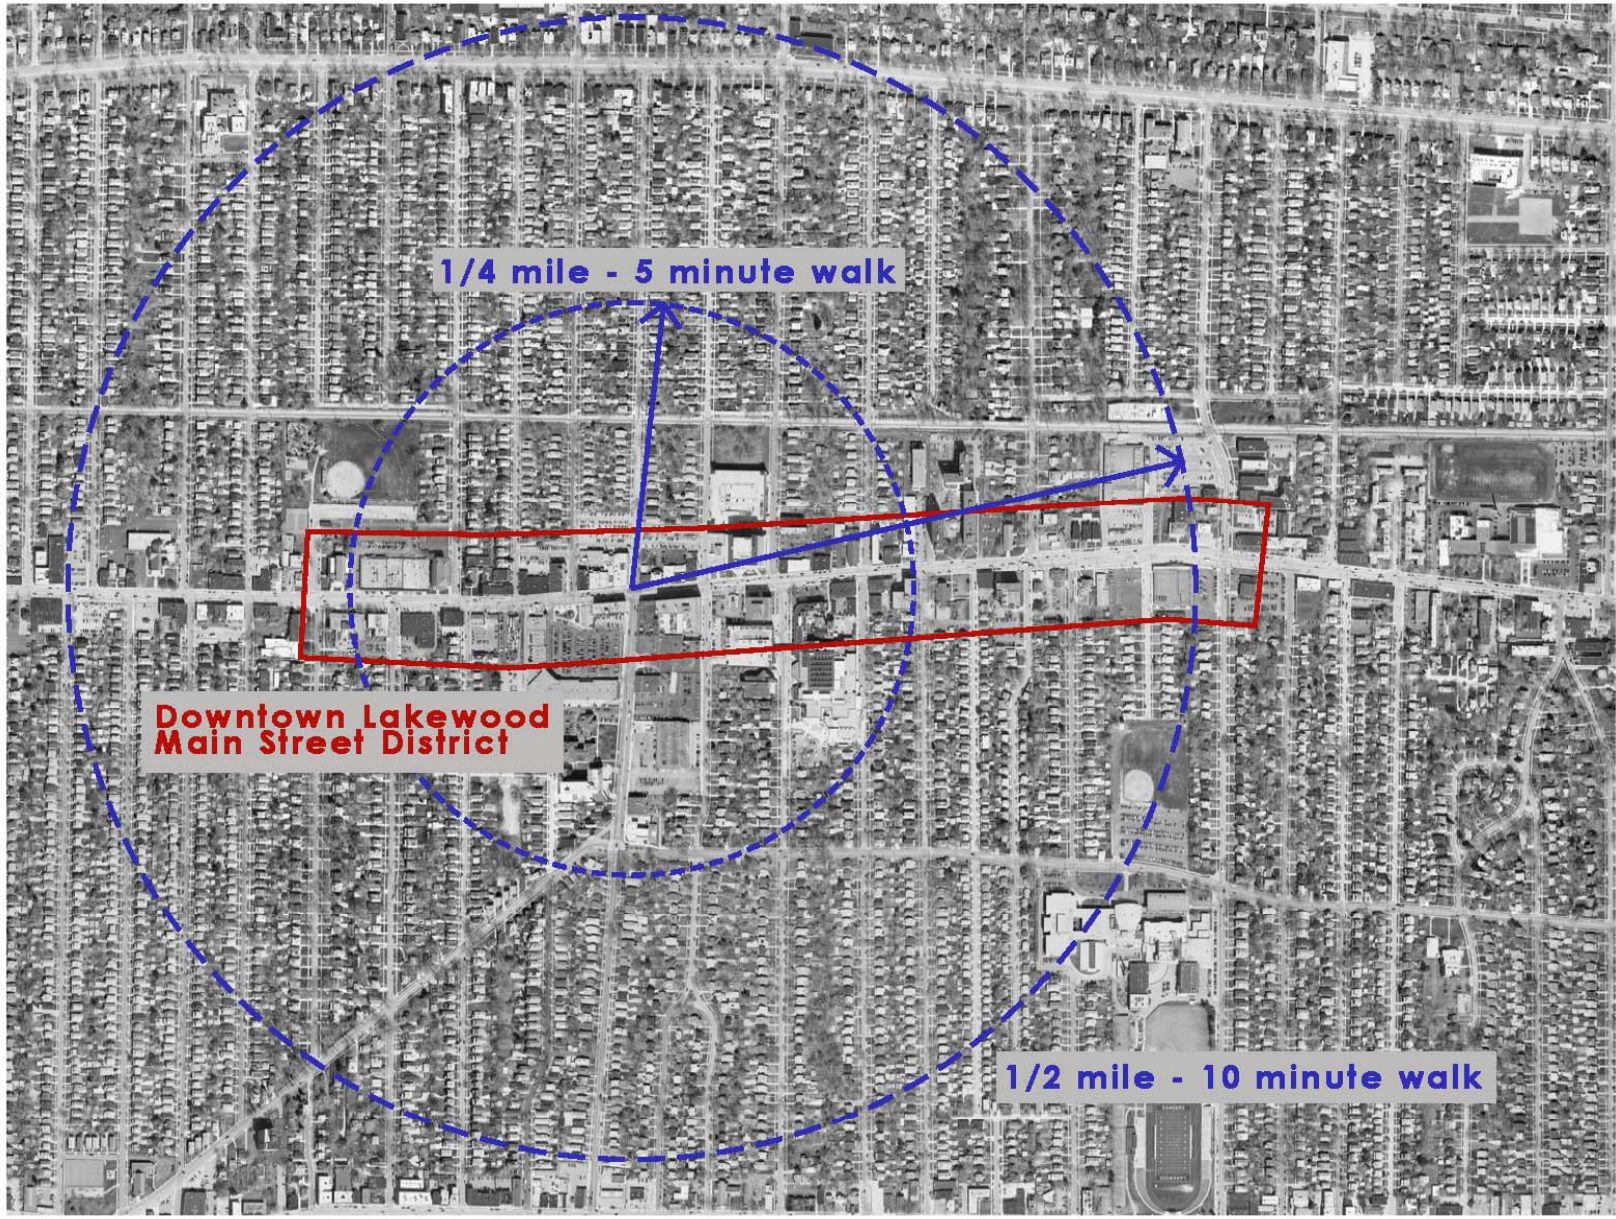 1/4 mile - 5 minute walk
Downtown Lakewood
Main Street District
1/2 mile - 10 minute walk